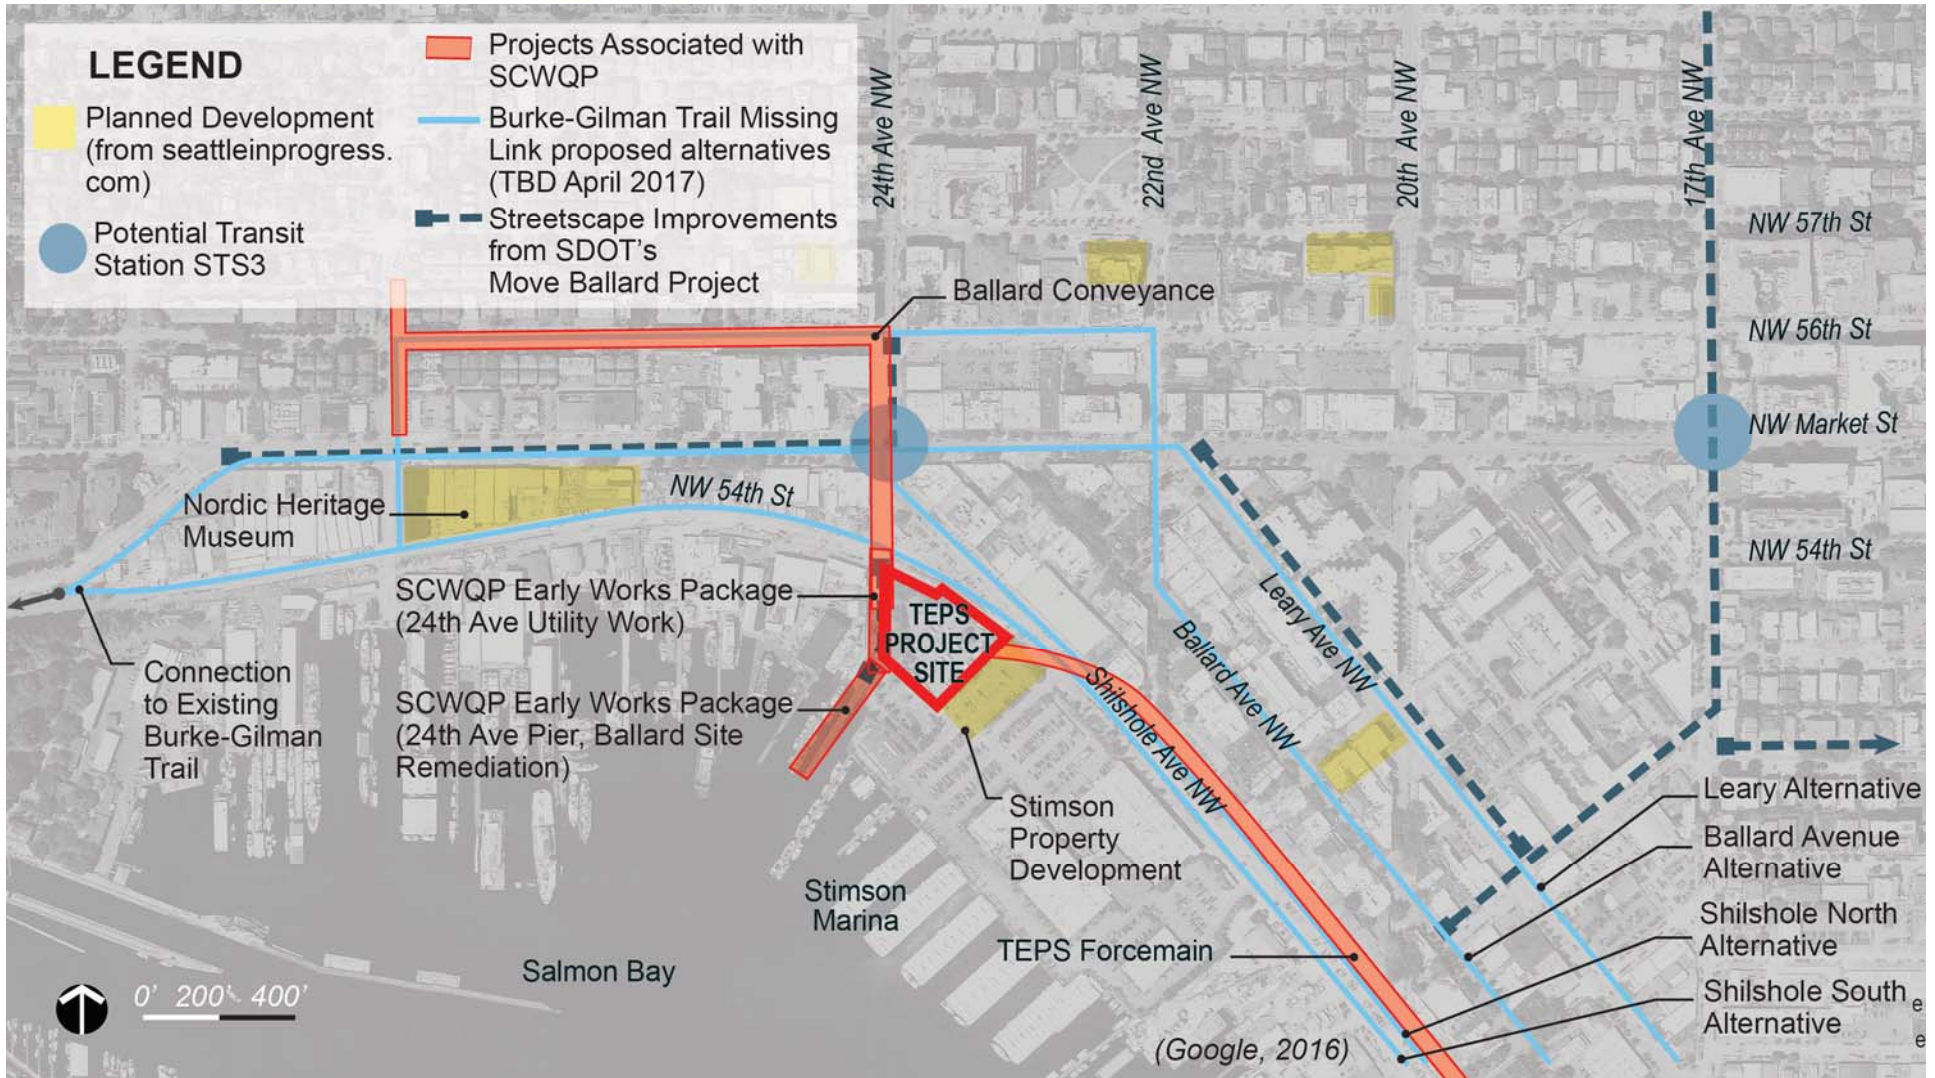 LEGEND
Planned Development
(from seattleinprogress.
com)
Potential Transit
Station STS3
Projects Associated with
SCWQP
Burke-Gilman Trail Missing
Link proposed alternatives
(TBD April 2017)
Streetscape Improvements
from SDOT's
Move Ballard Project
24th Ave NW
22nd Ave NW
20th Ave NW
17th Ave NW
NW 57th St
Ballard Conveyance
NW 56th St
NW Market St
NW 54th St
Nordic Heritage
Museum
NW 54th St
SCWQP Early Works Package
(24th Ave Utility Work)
TEPS
PROJECT
SITE
Leary Ave NW
Ballard Ave NW
Shilshole Ave NW
Connection
to Existing
Burke-Gilman
Trail
SCWQP Early Works Package
(24th Ave Pier, Ballard Site
Remediation)
Stimson
Property
Development
Leary Alternative
Ballard Avenue
Alternative
Shilshole North
Alternative
Shilshole South
Alternative
e
e
Stimson
Marina
TEPS Forcemain
Salmon Bay
0' 200' 400'
(Google, 2016)